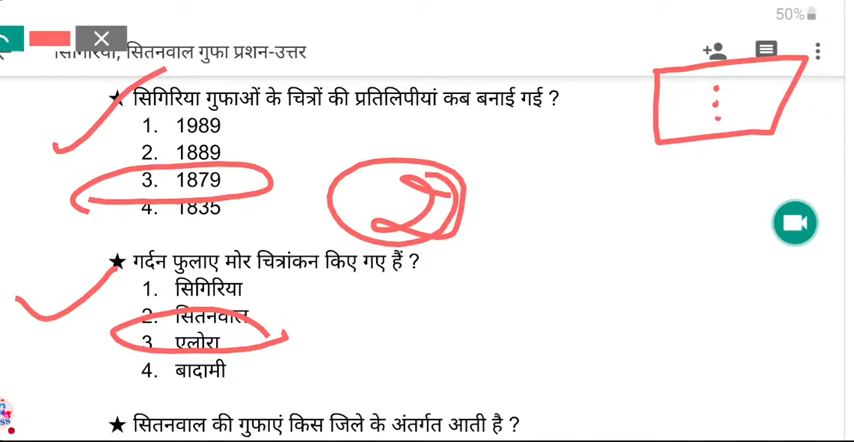 50%
सिगिरिया, सितनवाल गुफा प्रशन-उत्तर
★ सिगिरिया गुफाओं के चित्रों की प्रतिलिपीयां कब बनाई गई ?
1. 1989
2. 1889
3. 1879
4. 1835
★ गर्दन फुलाए मोर चित्रांकन किए गए हैं ?
1. सिगिरिया
2. सितनवाल
3. एलोरा
4. बादामी
★ सितनवाल की गुफाएं किस जिले के अंतर्गत आती है ?